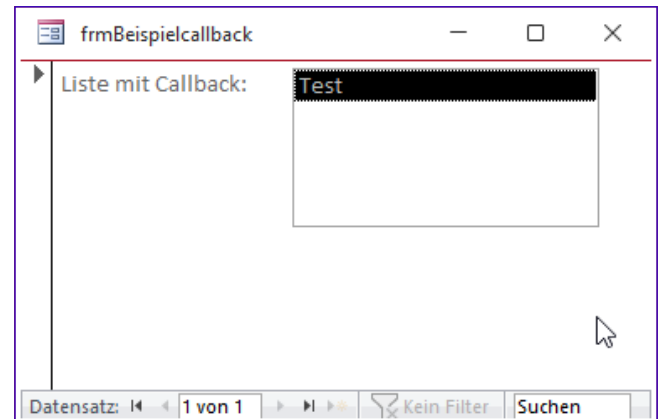 frmBeispielcallback
Liste mit Callback: Test
Datensatz: 1 von 1 Kein Filter Suchen